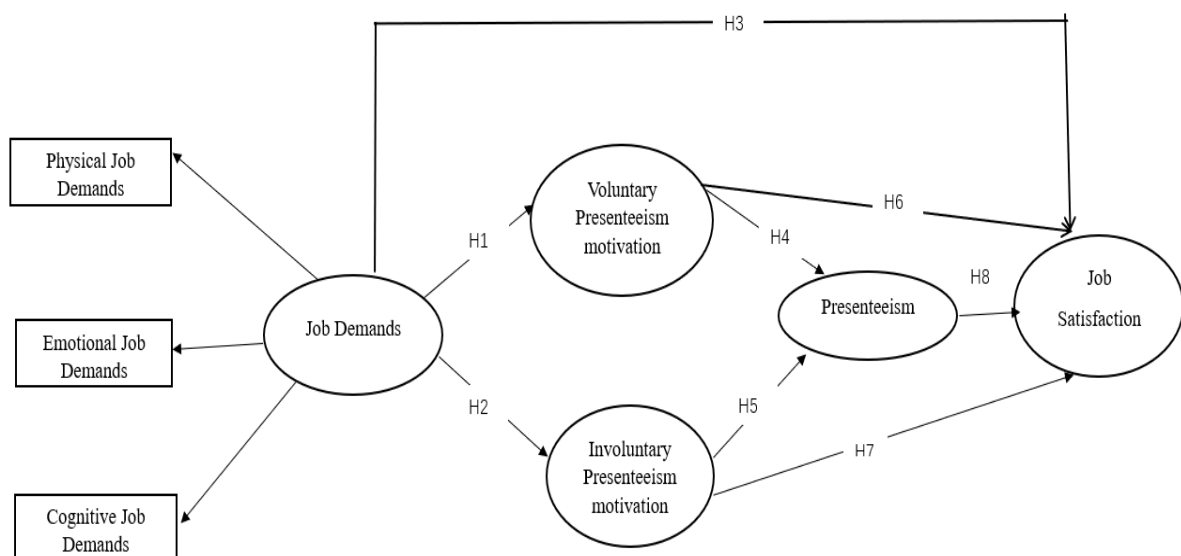 H3
Physical Job
Demands
Voluntary
Presenteeism
motivation
H6
H1
H4
Job
Satisfaction
H8
Presenteeism
Job Demands
Emotional Job
Demands
H2
H5
H7
Involuntary
Presenteeism
motivation
Cognitive Job
Demands